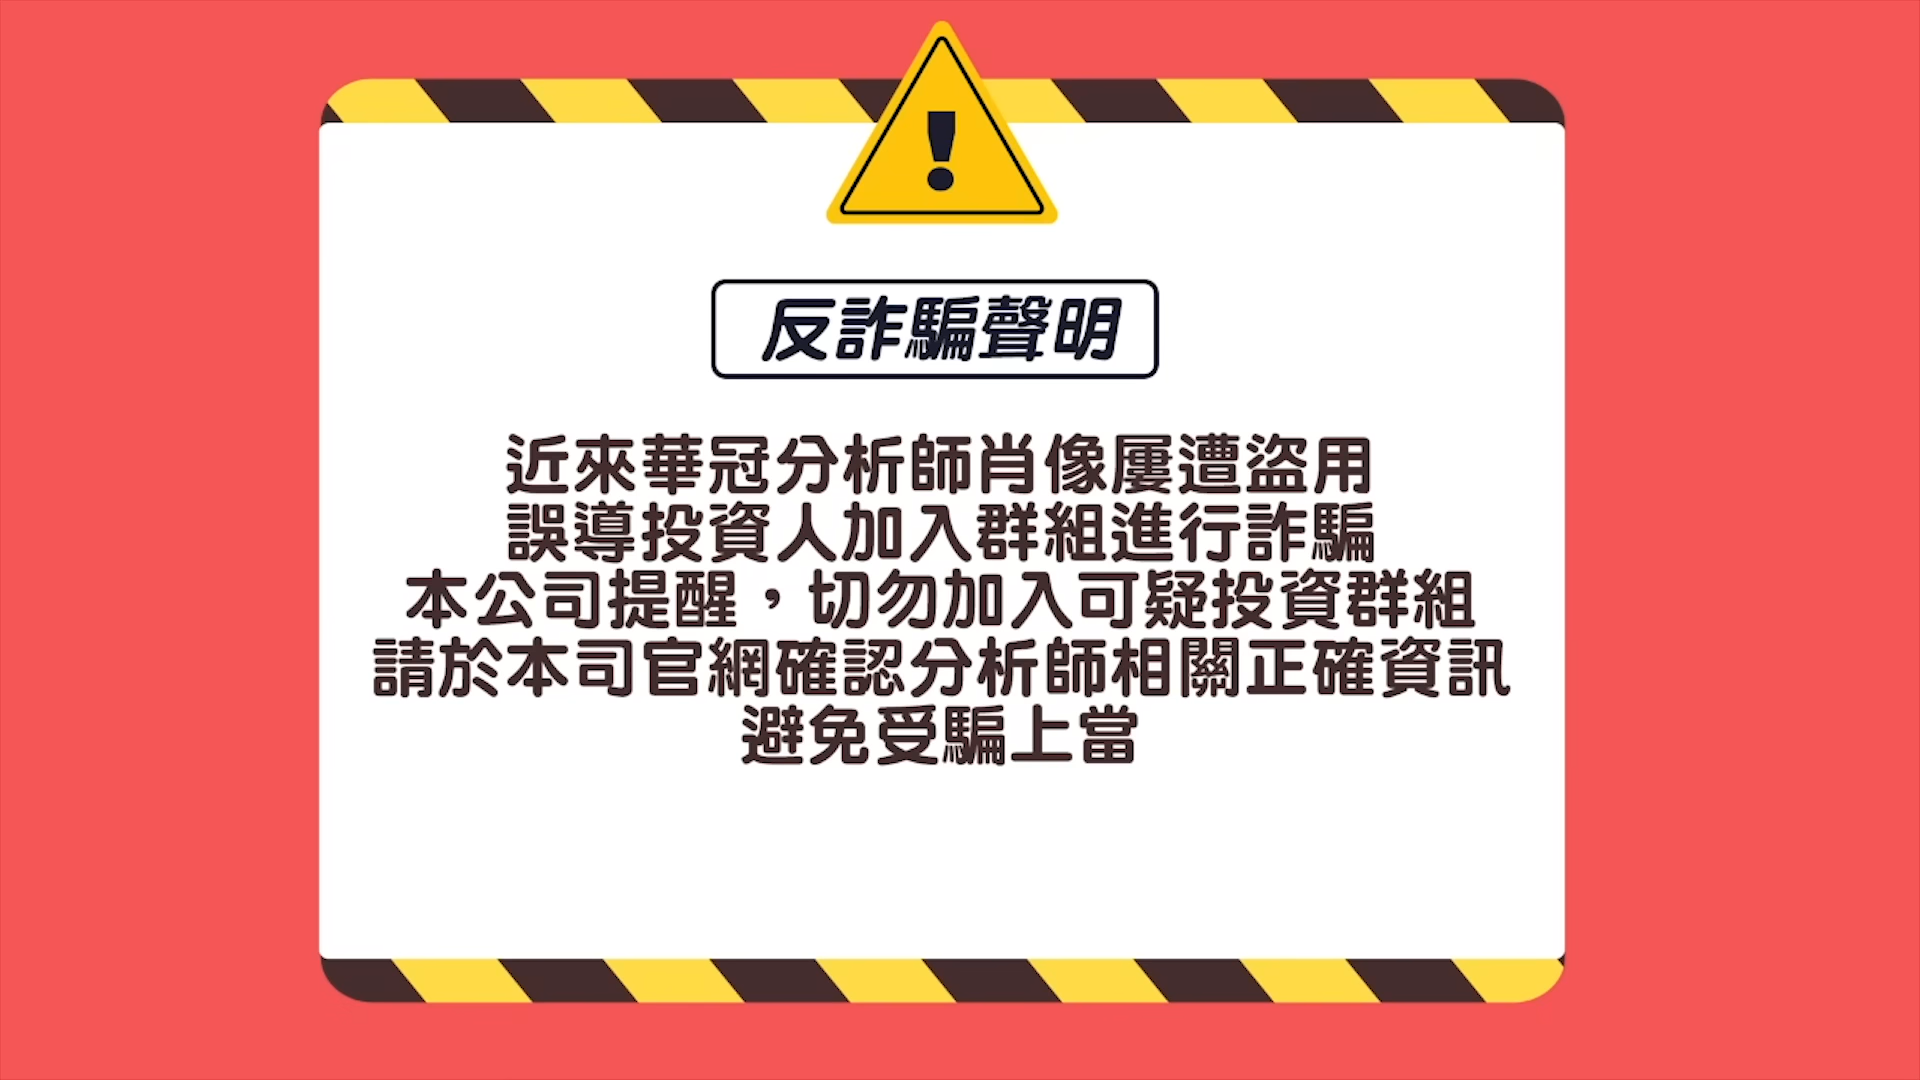 反詐騙聲明
近來華冠分析師肖像屢遭盜用
誤導投資人加入群組進行詐騙
本公司提醒，切勿加入可疑投資群組
請於本司官網確認分析師相關正確資訊
避免受騙上當